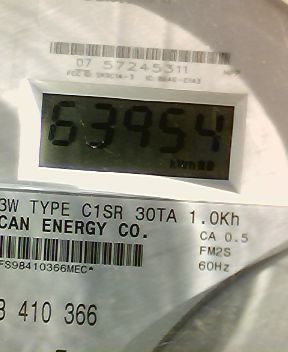 07 57245311
63954
kWh
3W TYPE C1SR 30TA 1.0Kh
CAN ENERGY CO.
CA 0.5
FM2S
60Hz
FS98410366MEC*
410 366